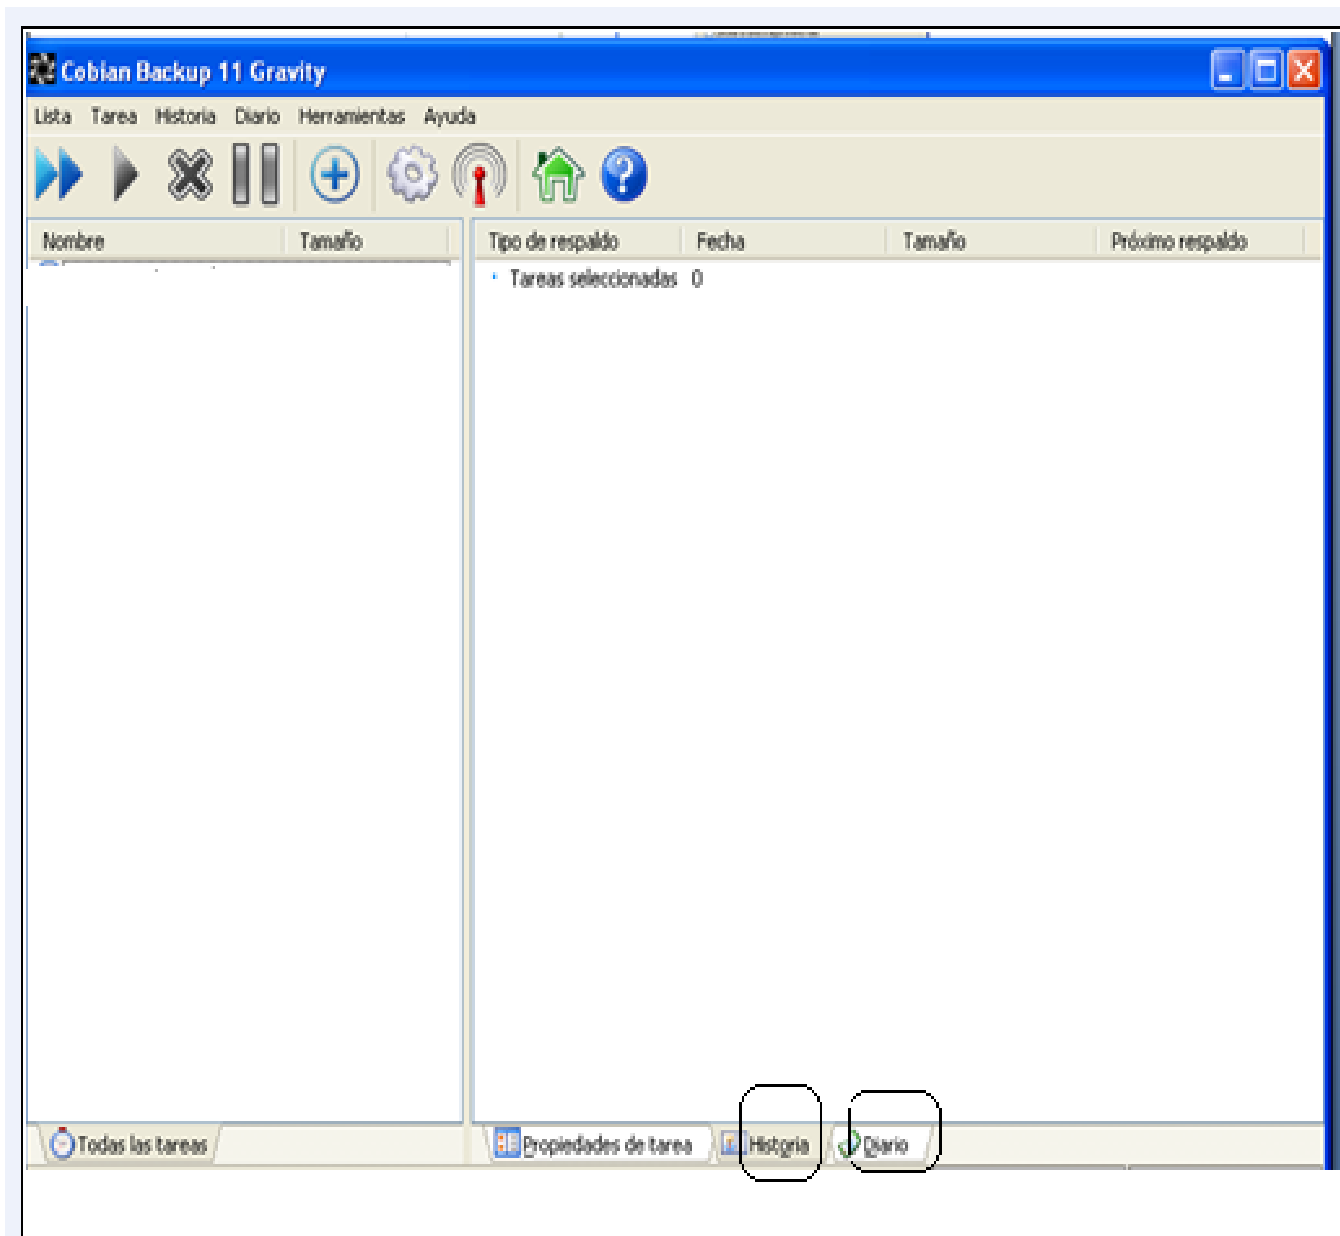 Cobian Backup 11 Gravity
Lista Tarea Historia Diario Herramientas Ayuda
Nombre Tamaño Tipo de respaldo Fecha Tamaño Próximo respaldo
Tareas seleccionadas 0
Todas las tareas Propiedades de tarea Historia Diario